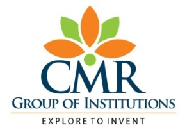 CMR
GROUP OF INSTITUTIONS
EXPLORE TO INVENT